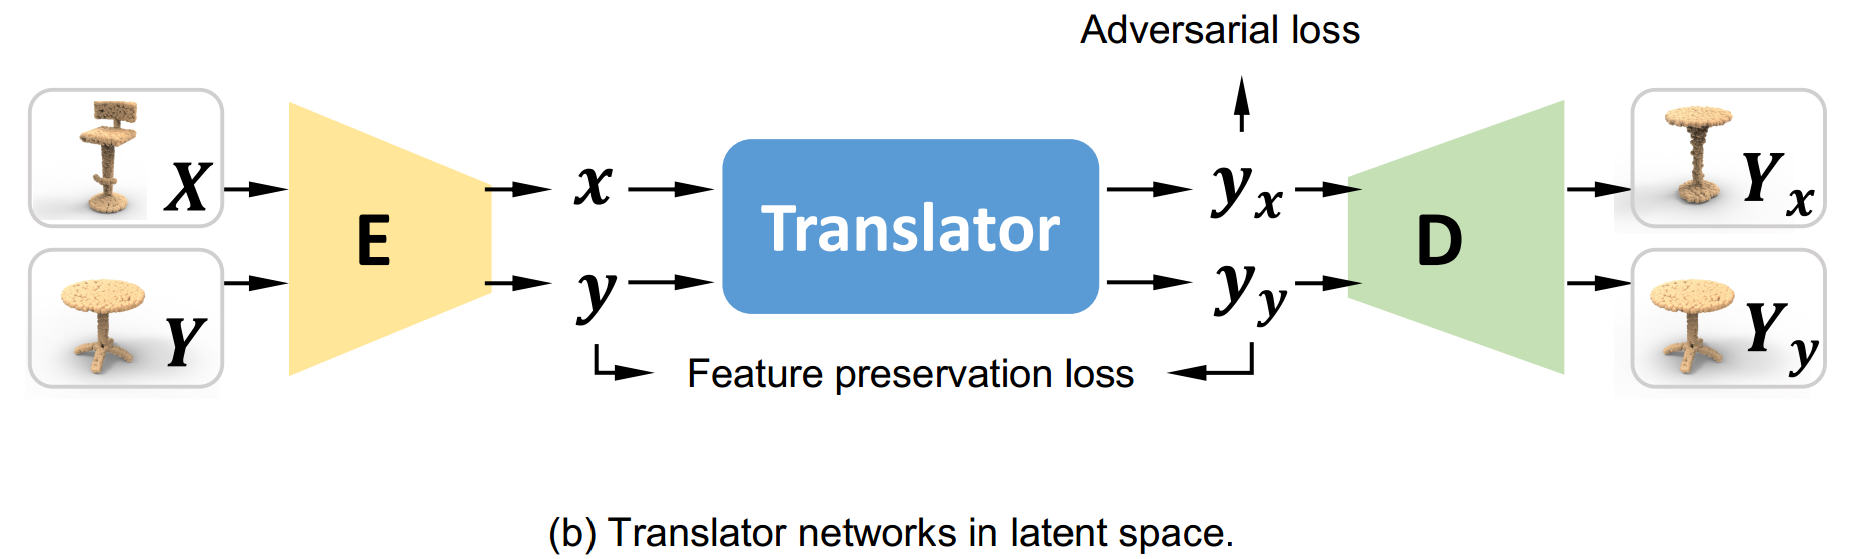 Adversarial loss
X
E
x
Translator
y_x
D
Y_x
Y
y
y_y
Y_y
Feature preservation loss
(b) Translator networks in latent space.